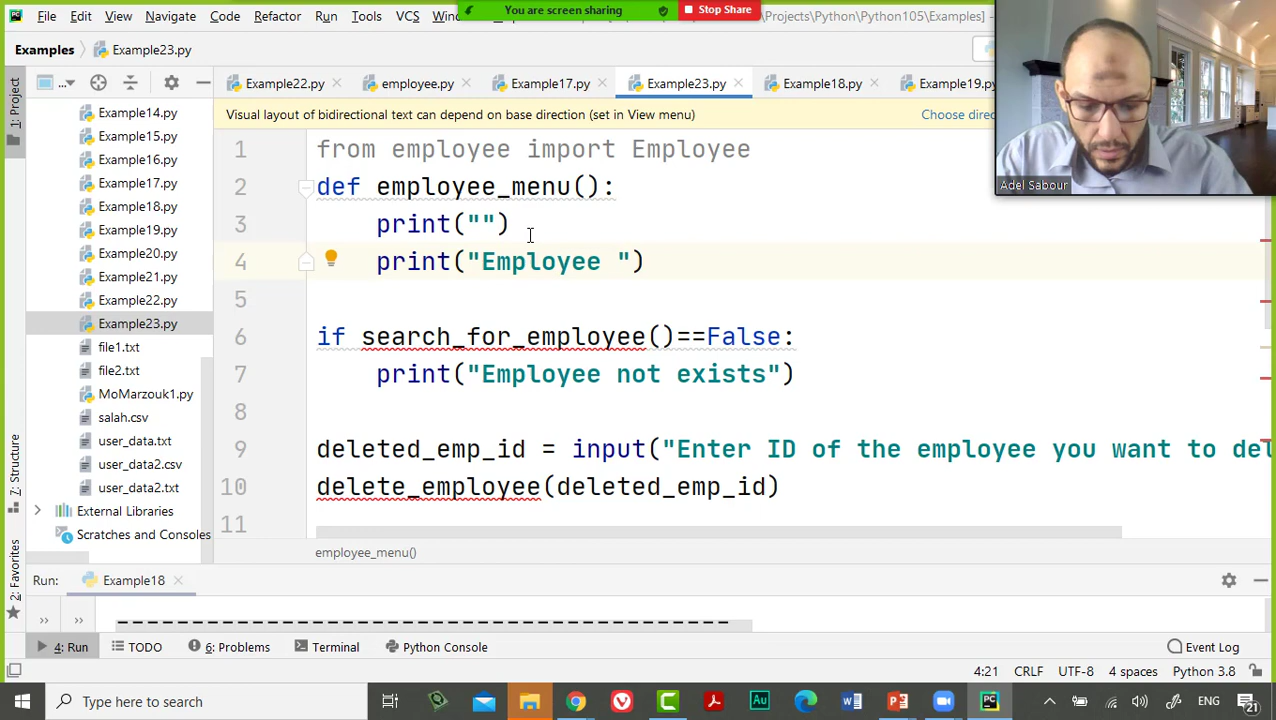 You are screen sharing
Stop Share
File Edit View Navigate Code Refactor Run Tools VCS
\Projects\Python\Python105\Examples]
Examples Example23.py
1: Project
Example22.py employee.py Example17.py Example23.py Example18.py Example19.py
Visual layout of bidirectional text can depend on base direction (set in View menu)
Example14.py
Example15.py
Example16.py
Example17.py
Example18.py
Example19.py
Example20.py
Example21.py
Example22.py
Example23.py
file1.txt
file2.txt
MoMarzouk1.py
salah.csv
user_data.txt
user_data2.csv
user_data2.txt
External Libraries
Scratches and Consoles
1 from employee import Employee
2 def employee_menu():
3 print("")
4 print("Employee ")
5
6 if search_for_employee()==False:
7 print("Employee not exists")
8
9 deleted_emp_id = input("Enter ID of the employee you want to del
10 delete_employee(deleted_emp_id)
11
employee_menu()
Adel Sabour
7: Structure
2: Favorites
Run: Example18
----------------------------------------
4: Run TODO 6: Problems Terminal Python Console Event Log
4:21 CRLF UTF-8 4 spaces Python 3.8
Type here to search
ENG
21